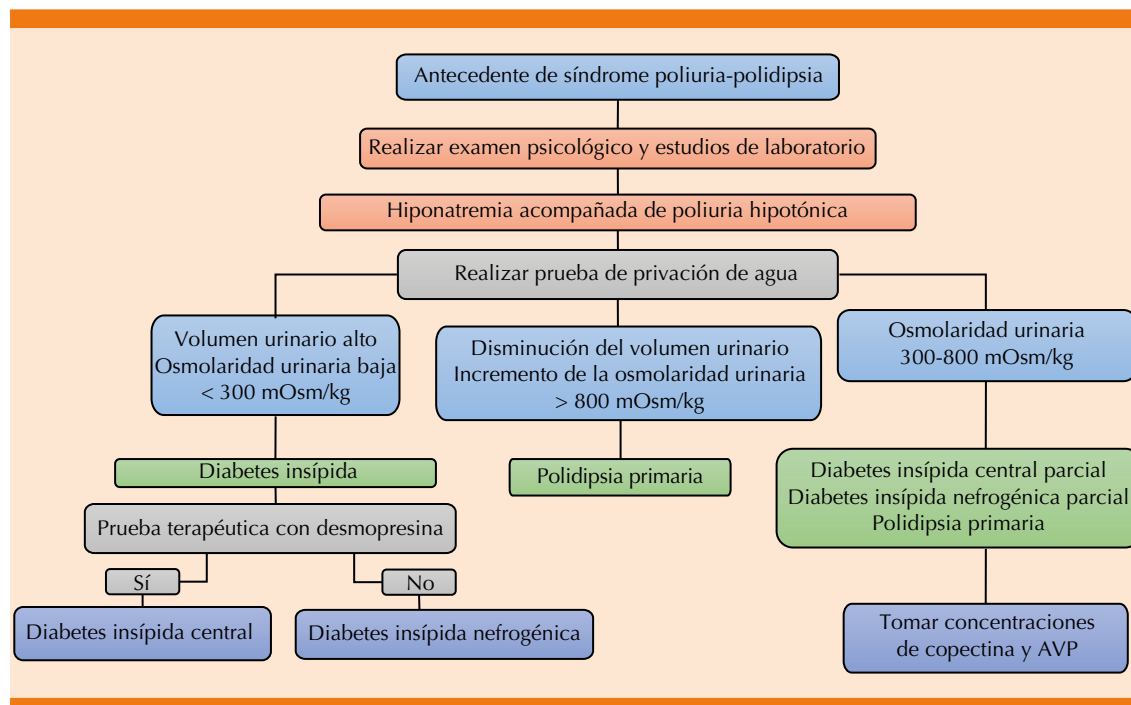 Antecedente de síndrome poliuria-polidipsia
Realizar examen psicológico y estudios de laboratorio
Hiponatremia acompañada de poliuria hipotónica
Realizar prueba de privación de agua
Volumen urinario alto
Osmolaridad urinaria baja
< 300 mOsm/kg
Disminución del volumen urinario
Incremento de la osmolaridad urinaria
> 800 mOsm/kg
Osmolaridad urinaria
300-800 mOsm/kg
Diabetes insípida
Polidipsia primaria
Diabetes insípida central parcial
Diabetes insípida nefrogénica parcial
Polidipsia primaria
Prueba terapéutica con desmopresina
Sí
No
Diabetes insípida central
Diabetes insípida nefrogénica
Tomar concentraciones
de copectina y AVP